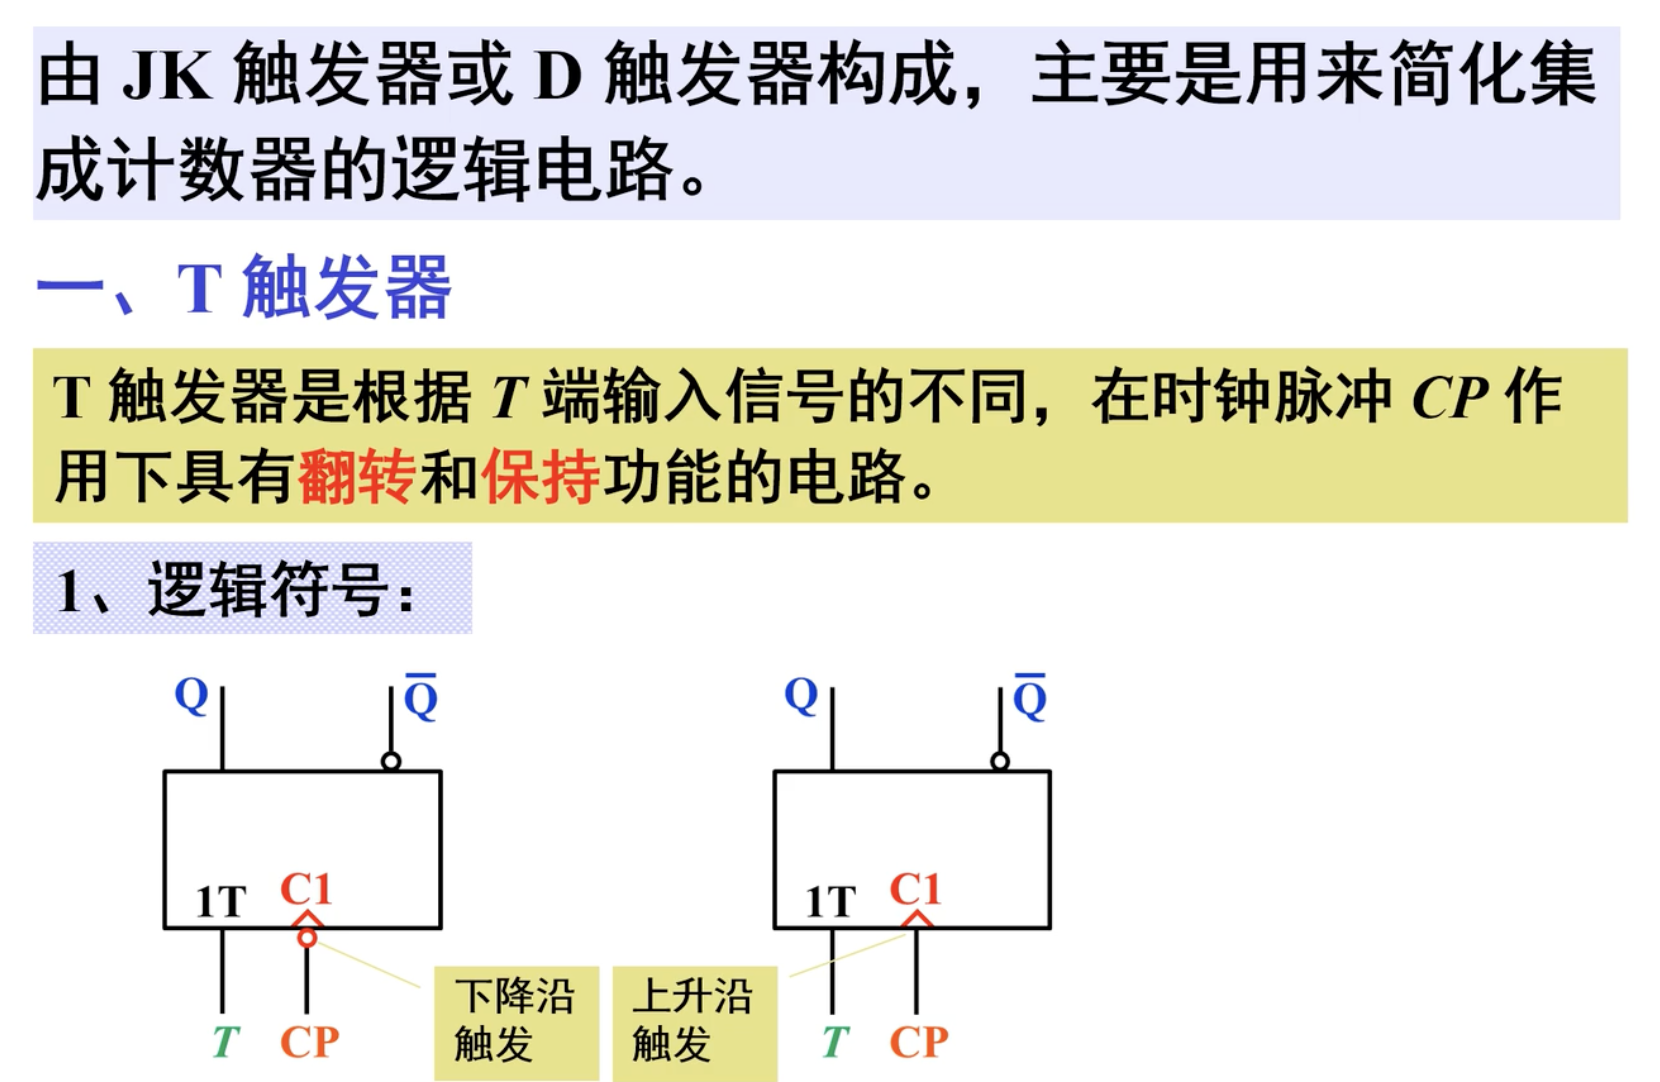 由 JK 触发器或 D 触发器构成，主要是用来简化集
成计数器的逻辑电路。
一、T 触发器
T 触发器是根据 T 端输入信号的不同，在时钟脉冲 CP 作
用下具有翻转和保持功能的电路。
1、逻辑符号：
Q Q̅ Q Q̅
1T C1 1T C1
下降沿 上升沿
触发 触发
T CP T CP